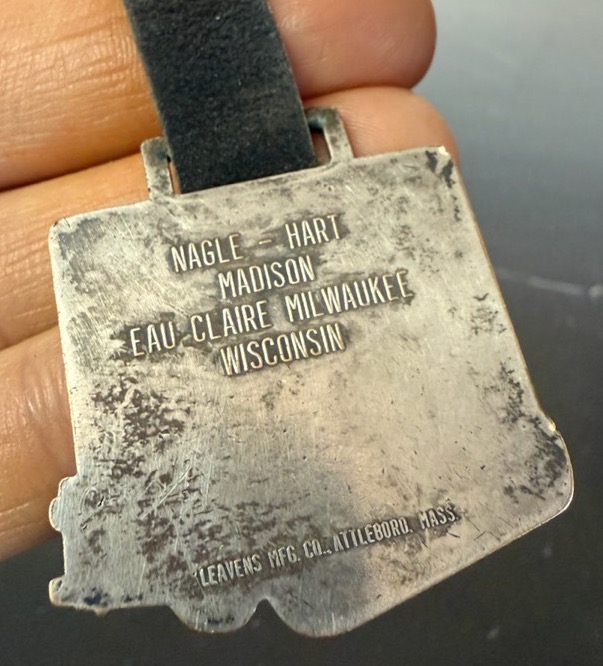 NAGLE - HART
MADISON
EAU CLAIRE MILWAUKEE
WISCONSIN
LEAVENS MFG. CO., ATTLEBORO, MASS.